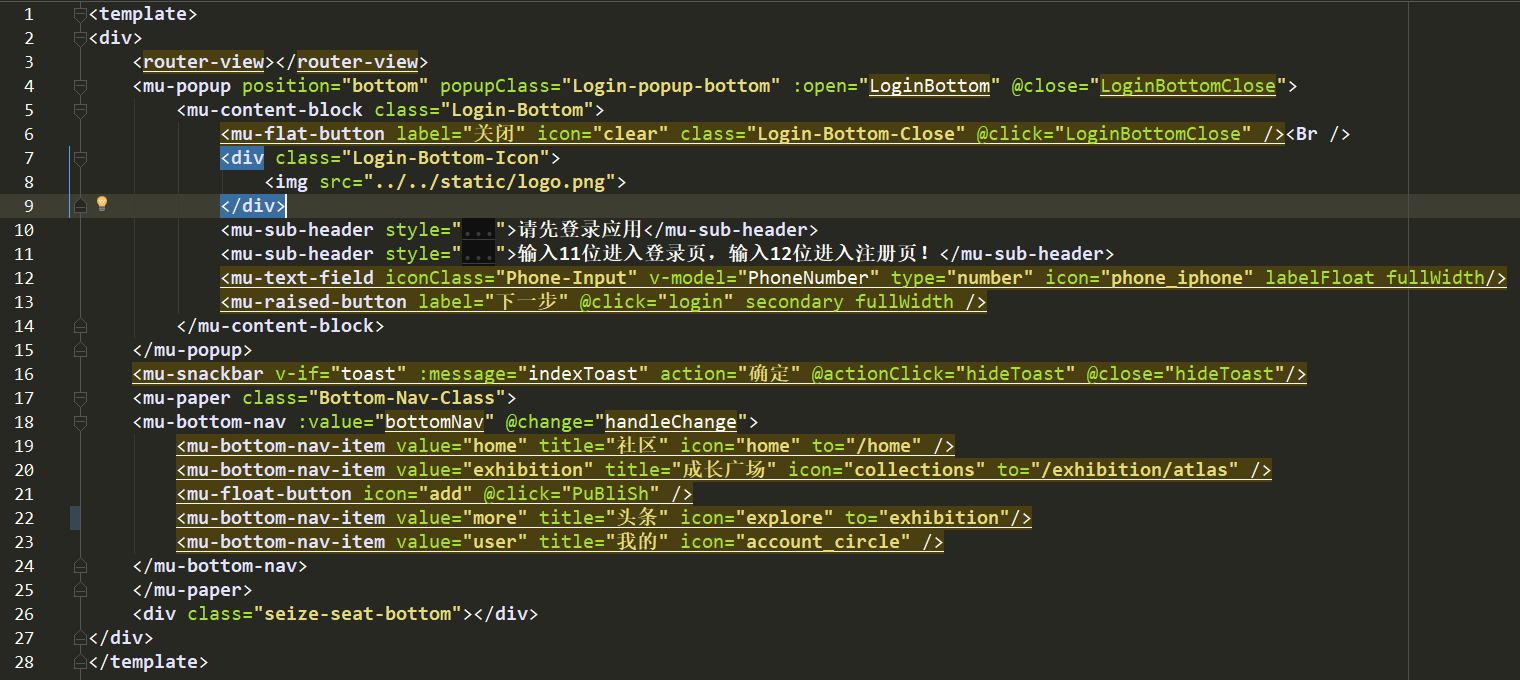 1 <template>
2 <div>
3 <router-view></router-view>
4 <mu-popup position="bottom" popupClass="Login-popup-bottom" :open="LoginBottom" @close="LoginBottomClose">
5 <mu-content-block class="Login-Bottom">
6 <mu-flat-button label="关闭" icon="clear" class="Login-Bottom-Close" @click="LoginBottomClose" /><Br />
7 <div class="Login-Bottom-Icon">
8 <img src="../../static/logo.png">
9 </div>
10 <mu-sub-header style="...">请先登录应用</mu-sub-header>
11 <mu-sub-header style="...">输入11位进入登录页，输入12位进入注册页！</mu-sub-header>
12 <mu-text-field iconClass="Phone-Input" v-model="PhoneNumber" type="number" icon="phone_iphone" labelFloat fullWidth/>
13 <mu-raised-button label="下一步" @click="login" secondary fullWidth />
14 </mu-content-block>
15 </mu-popup>
16 <mu-snackbar v-if="toast" :message="indexToast" action="确定" @actionClick="hideToast" @close="hideToast"/>
17 <mu-paper class="Bottom-Nav-Class">
18 <mu-bottom-nav :value="bottomNav" @change="handleChange">
19 <mu-bottom-nav-item value="home" title="社区" icon="home" to="/home" />
20 <mu-bottom-nav-item value="exhibition" title="成长广场" icon="collections" to="/exhibition/atlas" />
21 <mu-float-button icon="add" @click="PuBliSh" />
22 <mu-bottom-nav-item value="more" title="头条" icon="explore" to="exhibition"/>
23 <mu-bottom-nav-item value="user" title="我的" icon="account_circle" />
24 </mu-bottom-nav>
25 </mu-paper>
26 <div class="seize-seat-bottom"></div>
27 </div>
28 </template>